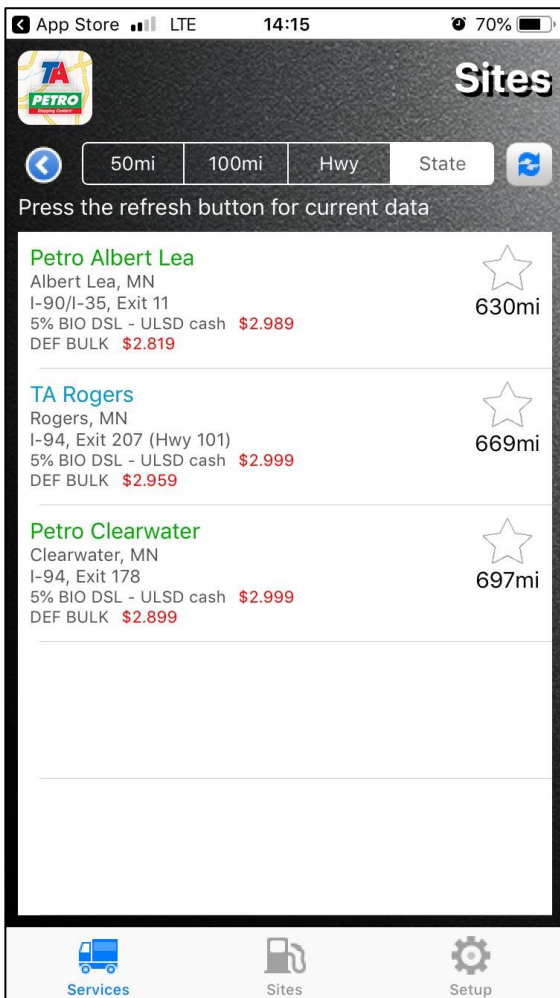 App Store LTE 14:15 70%
TA
PETRO
Stopping Centers
Sites
50mi 100mi Hwy State
Press the refresh button for current data
Petro Albert Lea
Albert Lea, MN
I-90/I-35, Exit 11
630mi
5% BIO DSL - ULSD cash $2.989
DEF BULK $2.819
TA Rogers
Rogers, MN
I-94, Exit 207 (Hwy 101)
669mi
5% BIO DSL - ULSD cash $2.999
DEF BULK $2.959
Petro Clearwater
Clearwater, MN
I-94, Exit 178
697mi
5% BIO DSL - ULSD cash $2.999
DEF BULK $2.899
Services Sites Setup